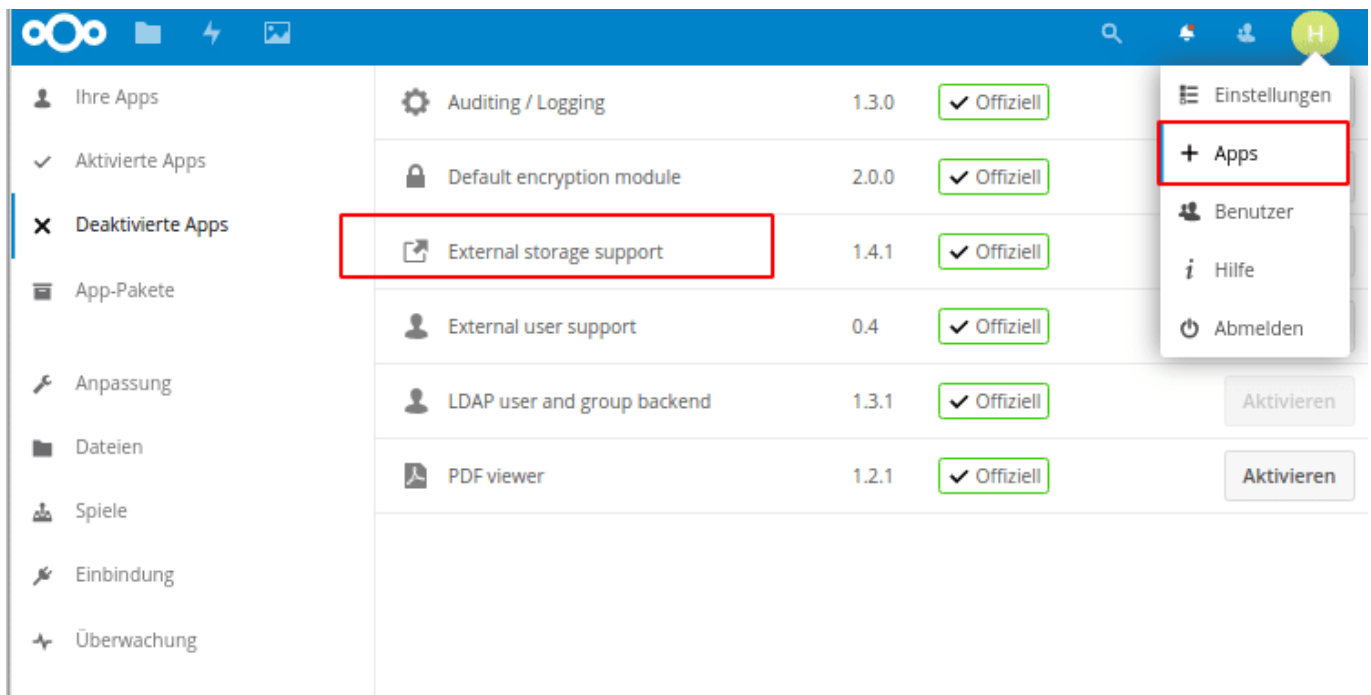 H
Ihre Apps
Aktivierte Apps
Deaktivierte Apps
App-Pakete
Anpassung
Dateien
Spiele
Einbindung
Überwachung
Auditing / Logging 1.3.0 Offiziell
Default encryption module 2.0.0 Offiziell
External storage support 1.4.1 Offiziell
External user support 0.4 Offiziell
LDAP user and group backend 1.3.1 Offiziell Aktivieren
PDF viewer 1.2.1 Offiziell Aktivieren
Einstellungen
Apps
Benutzer
Hilfe
Abmelden